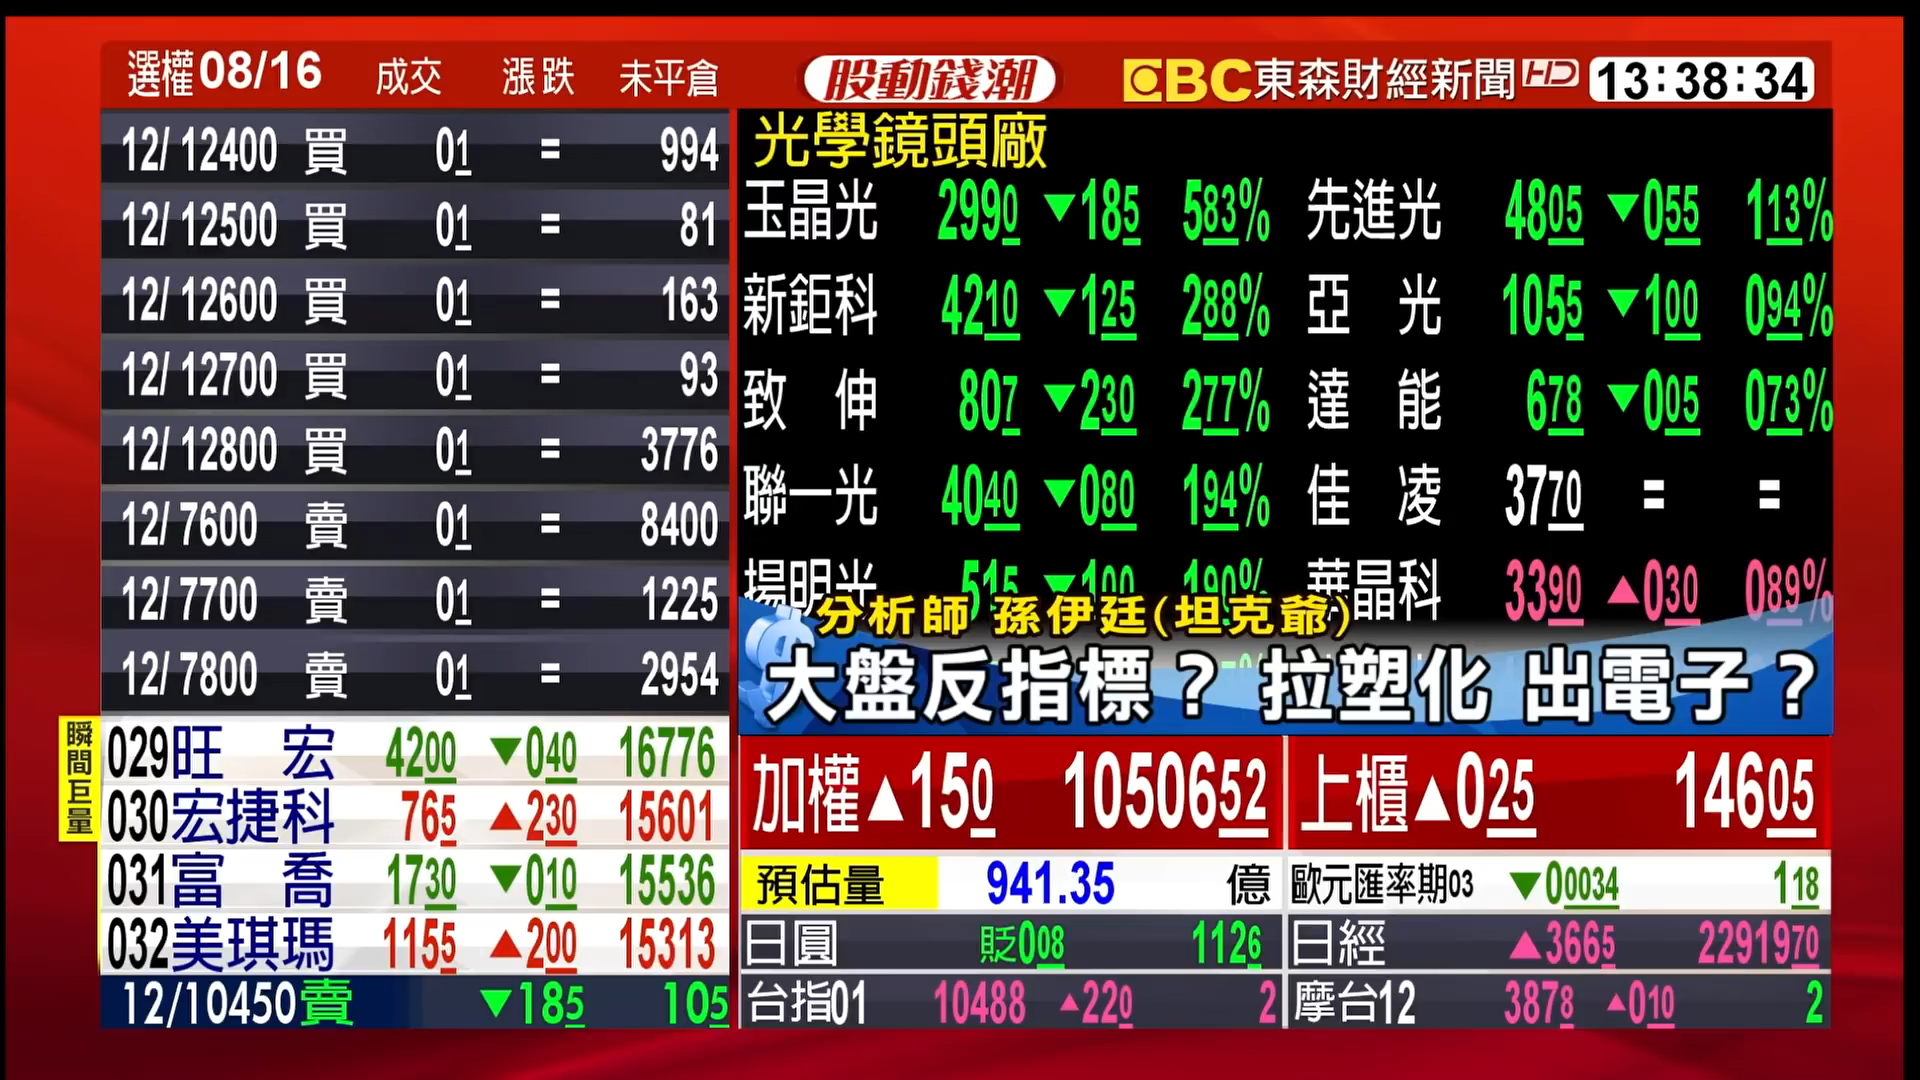 選權08/16 成交 漲跌 未平倉
股動錢潮
EBC東森財經新聞HD 13:38:34
12/ 12400 買 01 = 994
12/ 12500 買 01 = 81
12/ 12600 買 01 = 163
12/ 12700 買 01 = 93
12/ 12800 買 01 = 3776
12/ 7600 賣 01 = 8400
12/ 7700 賣 01 = 1225
12/ 7800 賣 01 = 2954
瞬間巨量
029旺 宏 4200 ▼040 16776
030宏捷科 765 ▲230 15601
031富 喬 1730 ▼010 15536
032美琪瑪 1155 ▲200 15313
12/10450賣 ▼185 105
光學鏡頭廠
玉晶光 2990 ▼185 583% 先進光 4805 ▼055 113%
新鉅科 4210 ▼125 288% 亞 光 1055 ▼100 094%
致 伸 807 ▼230 277% 達 能 678 ▼005 073%
聯一光 4040 ▼080 194% 佳 凌 3770 = =
揚明光 515 ▼100 190% 華晶科 3390 ▲030 089%
分析師 孫伊廷(坦克爺)
大盤反指標? 拉塑化 出電子?
加權▲150 1050652 上櫃▲025 14605
預估量 941.35 億 歐元匯率期03 ▼00034 118
日圓 貶008 1126 日經 ▲3665 2291970
台指01 10488 ▲220 2 摩台12 3878 ▲010 2